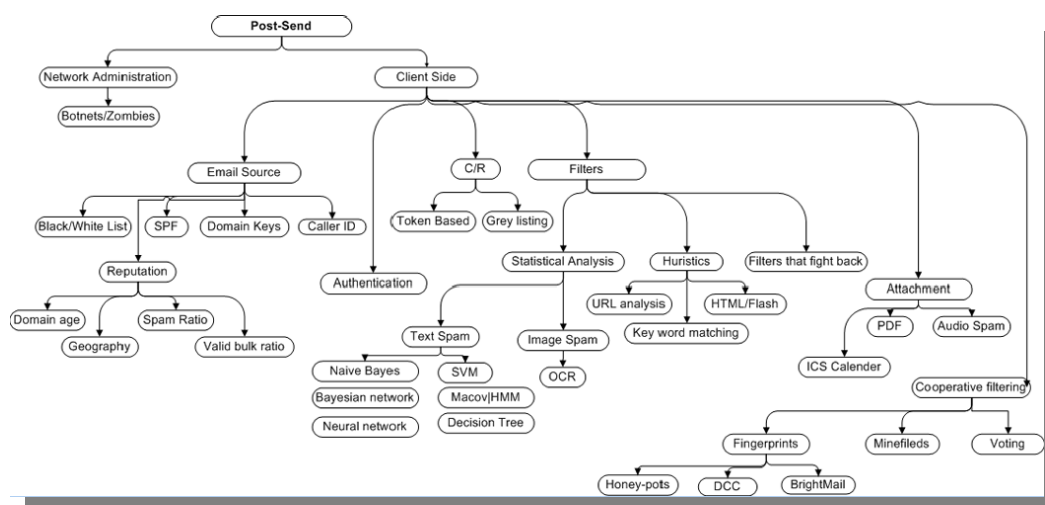 Post-Send
Network Administration
Client Side
Botnets/Zombies
Email Source
C/R
Filters
Black/White List
SPF
Domain Keys
Caller ID
Token Based
Grey listing
Reputation
Authentication
Statistical Analysis
Huristics
Filters that fight back
Domain age
Spam Ratio
Geography
Valid bulk ratio
URL analysis
HTML/Flash
Key word matching
Attachment
PDF
Audio Spam
ICS Calender
Text Spam
Image Spam
Naive Bayes
SVM
OCR
Bayesian network
Macov|HMM
Neural network
Decision Tree
Cooperative filtering
Fingerprints
Minefileds
Voting
Honey-pots
DCC
BrightMail